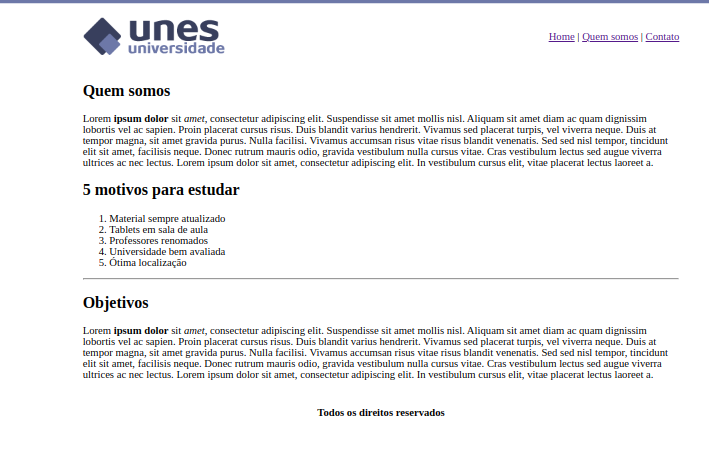 unes
universidade
Home | Quem somos | Contato
Quem somos
Lorem ipsum dolor sit amet, consectetur adipiscing elit. Suspendisse sit amet mollis nisl. Aliquam sit amet diam ac quam dignissim
lobortis vel ac sapien. Proin placerat cursus risus. Duis blandit varius hendrerit. Vivamus sed placerat turpis, vel viverra neque. Duis at
tempor magna, sit amet gravida purus. Nulla facilisi. Vivamus accumsan risus vitae risus blandit venenatis. Sed sed nisl tempor, tincidunt
elit sit amet, facilisis neque. Donec rutrum mauris odio, gravida vestibulum nulla cursus vitae. Cras vestibulum lectus sed augue viverra
ultrices ac nec lectus. Lorem ipsum dolor sit amet, consectetur adipiscing elit. In vestibulum cursus elit, vitae placerat lectus laoreet a.
5 motivos para estudar
1. Material sempre atualizado
2. Tablets em sala de aula
3. Professores renomados
4. Universidade bem avaliada
5. Ótima localização
Objetivos
Lorem ipsum dolor sit amet, consectetur adipiscing elit. Suspendisse sit amet mollis nisl. Aliquam sit amet diam ac quam dignissim
lobortis vel ac sapien. Proin placerat cursus risus. Duis blandit varius hendrerit. Vivamus sed placerat turpis, vel viverra neque. Duis at
tempor magna, sit amet gravida purus. Nulla facilisi. Vivamus accumsan risus vitae risus blandit venenatis. Sed sed nisl tempor, tincidunt
elit sit amet, facilisis neque. Donec rutrum mauris odio, gravida vestibulum nulla cursus vitae. Cras vestibulum lectus sed augue viverra
ultrices ac nec lectus. Lorem ipsum dolor sit amet, consectetur adipiscing elit. In vestibulum cursus elit, vitae placerat lectus laoreet a.
Todos os direitos reservados